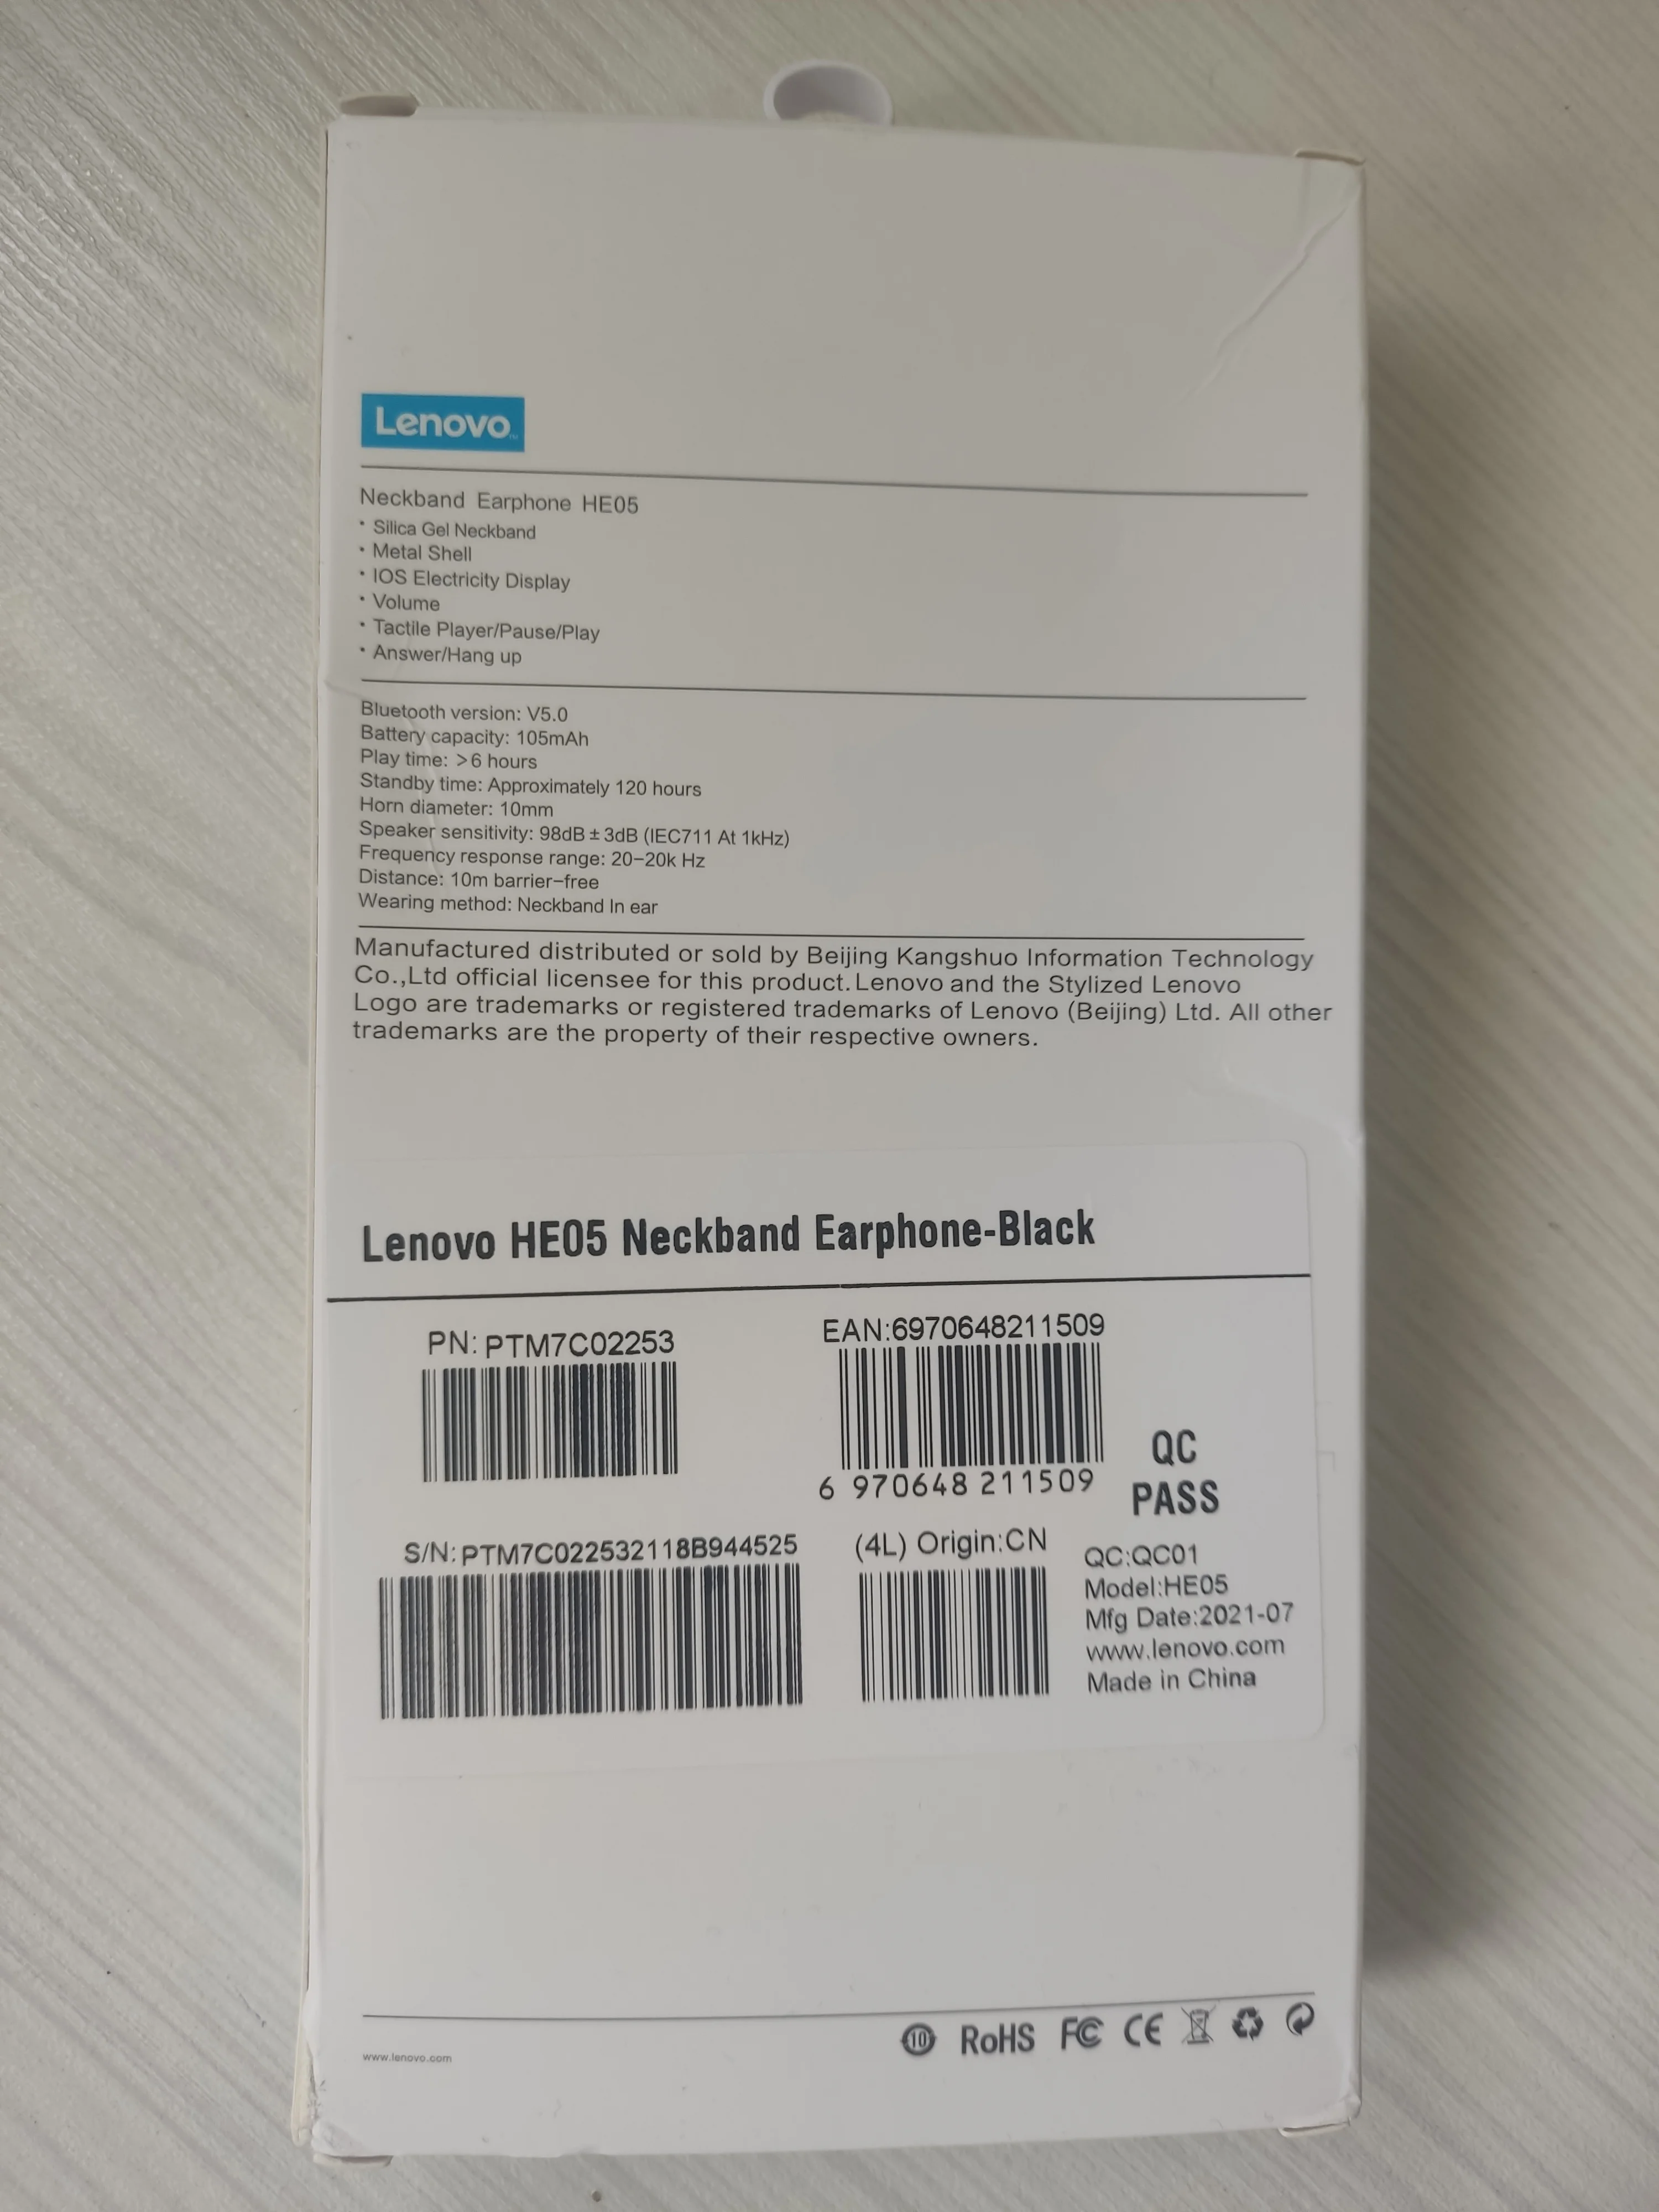 Lenovo
Neckband Earphone HE05
• Silica Gel Neckband
• Metal Shell
• IOS Electricity Display
• Volume
• Tactile Player/Pause/Play
• Answer/Hang up
Bluetooth version: V5.0
Battery capacity: 105mAh
Play time: >6 hours
Standby time: Approximately 120 hours
Horn diameter: 10mm
Speaker sensitivity: 98dB±3dB (IEC711 At 1kHz)
Frequency response range: 20-20k Hz
Distance: 10m barrier-free
Wearing method: Neckband In ear
Manufactured distributed or sold by Beijing Kangshuo Information Technology
Co.,Ltd official licensee for this product. Lenovo and the Stylized Lenovo
Logo are trademarks or registered trademarks of Lenovo (Beijing) Ltd. All other
trademarks are the property of their respective owners.
Lenovo HE05 Neckband Earphone-Black
PN: PTM7C02253
EAN:6970648211509
6 970648 211509
QC
PASS
S/N:PTM7C022532118B944525
(4L) Origin:CN
QC:QC01
Model:HE05
Mfg Date:2021-07
www.lenovo.com
Made in China
www.lenovo.com
10 RoHS FC CE